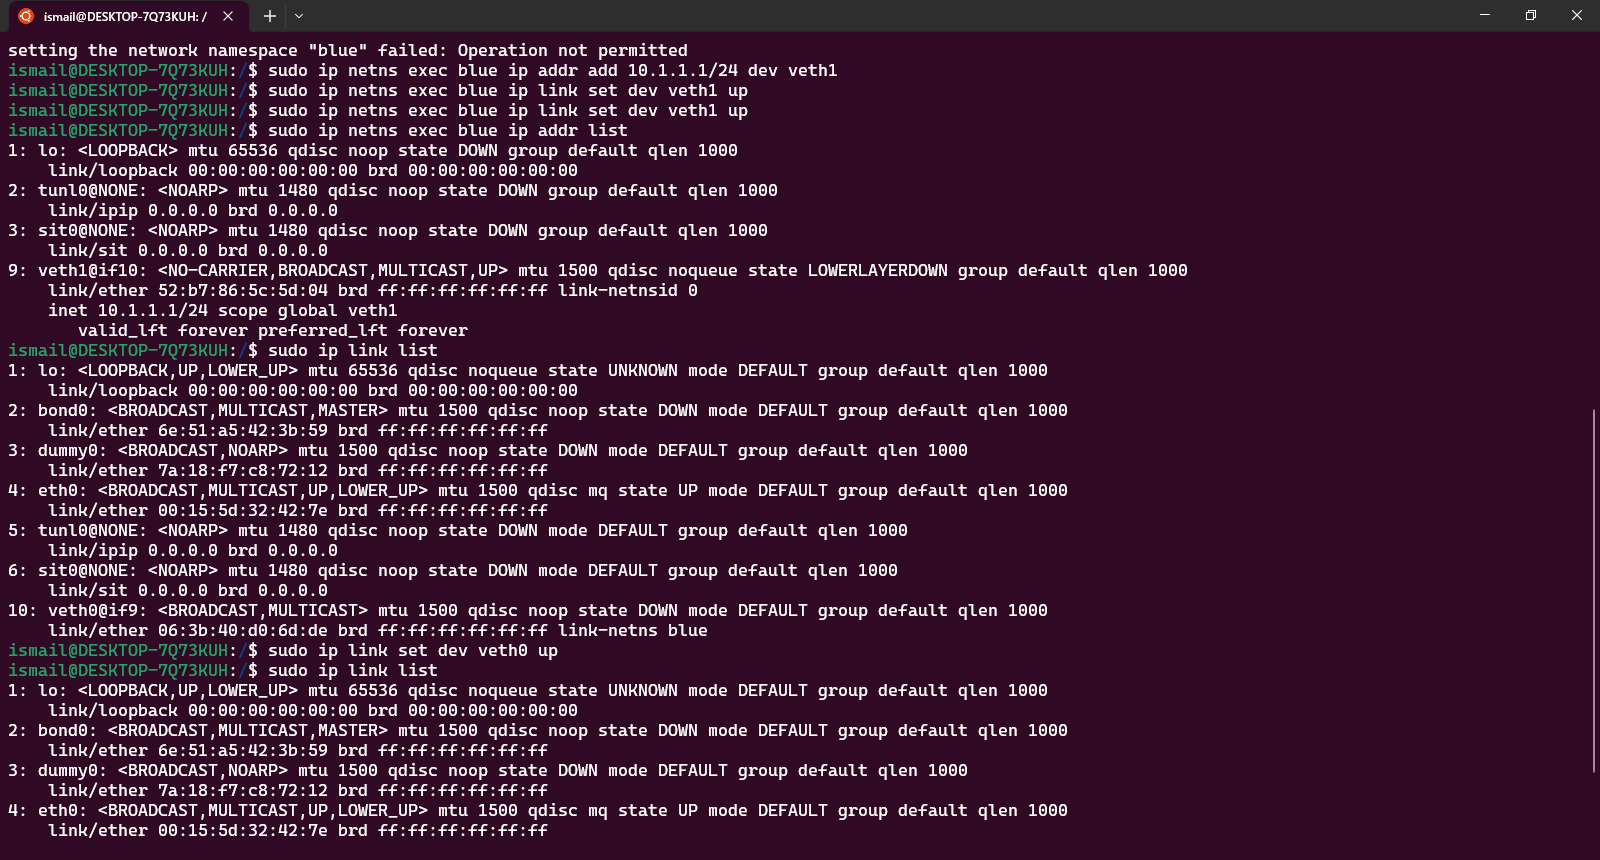 ismail@DESKTOP-7Q73KUH: /
setting the network namespace "blue" failed: Operation not permitted
ismail@DESKTOP-7Q73KUH:/$ sudo ip netns exec blue ip addr add 10.1.1.1/24 dev veth1
ismail@DESKTOP-7Q73KUH:/$ sudo ip netns exec blue ip link set dev veth1 up
ismail@DESKTOP-7Q73KUH:/$ sudo ip netns exec blue ip link set dev veth1 up
ismail@DESKTOP-7Q73KUH:/$ sudo ip netns exec blue ip addr list
1: lo: <LOOPBACK> mtu 65536 qdisc noop state DOWN group default qlen 1000
    link/loopback 00:00:00:00:00:00 brd 00:00:00:00:00:00
2: tunl0@NONE: <NOARP> mtu 1480 qdisc noop state DOWN group default qlen 1000
    link/ipip 0.0.0.0 brd 0.0.0.0
3: sit0@NONE: <NOARP> mtu 1480 qdisc noop state DOWN group default qlen 1000
    link/sit 0.0.0.0 brd 0.0.0.0
9: veth1@if10: <NO-CARRIER,BROADCAST,MULTICAST,UP> mtu 1500 qdisc noqueue state LOWERLAYERDOWN group default qlen 1000
    link/ether 52:b7:86:5c:5d:04 brd ff:ff:ff:ff:ff:ff link-netnsid 0
    inet 10.1.1.1/24 scope global veth1
       valid_lft forever preferred_lft forever
ismail@DESKTOP-7Q73KUH:/$ sudo ip link list
1: lo: <LOOPBACK,UP,LOWER_UP> mtu 65536 qdisc noqueue state UNKNOWN mode DEFAULT group default qlen 1000
    link/loopback 00:00:00:00:00:00 brd 00:00:00:00:00:00
2: bond0: <BROADCAST,MULTICAST,MASTER> mtu 1500 qdisc noop state DOWN mode DEFAULT group default qlen 1000
    link/ether 6e:51:a5:42:3b:59 brd ff:ff:ff:ff:ff:ff
3: dummy0: <BROADCAST,NOARP> mtu 1500 qdisc noop state DOWN mode DEFAULT group default qlen 1000
    link/ether 7a:18:f7:c8:72:12 brd ff:ff:ff:ff:ff:ff
4: eth0: <BROADCAST,MULTICAST,UP,LOWER_UP> mtu 1500 qdisc mq state UP mode DEFAULT group default qlen 1000
    link/ether 00:15:5d:32:42:7e brd ff:ff:ff:ff:ff:ff
5: tunl0@NONE: <NOARP> mtu 1480 qdisc noop state DOWN mode DEFAULT group default qlen 1000
    link/ipip 0.0.0.0 brd 0.0.0.0
6: sit0@NONE: <NOARP> mtu 1480 qdisc noop state DOWN mode DEFAULT group default qlen 1000
    link/sit 0.0.0.0 brd 0.0.0.0
10: veth0@if9: <BROADCAST,MULTICAST> mtu 1500 qdisc noop state DOWN mode DEFAULT group default qlen 1000
    link/ether 06:3b:40:d0:6d:de brd ff:ff:ff:ff:ff:ff link-netns blue
ismail@DESKTOP-7Q73KUH:/$ sudo ip link set dev veth0 up
ismail@DESKTOP-7Q73KUH:/$ sudo ip link list
1: lo: <LOOPBACK,UP,LOWER_UP> mtu 65536 qdisc noqueue state UNKNOWN mode DEFAULT group default qlen 1000
    link/loopback 00:00:00:00:00:00 brd 00:00:00:00:00:00
2: bond0: <BROADCAST,MULTICAST,MASTER> mtu 1500 qdisc noop state DOWN mode DEFAULT group default qlen 1000
    link/ether 6e:51:a5:42:3b:59 brd ff:ff:ff:ff:ff:ff
3: dummy0: <BROADCAST,NOARP> mtu 1500 qdisc noop state DOWN mode DEFAULT group default qlen 1000
    link/ether 7a:18:f7:c8:72:12 brd ff:ff:ff:ff:ff:ff
4: eth0: <BROADCAST,MULTICAST,UP,LOWER_UP> mtu 1500 qdisc mq state UP mode DEFAULT group default qlen 1000
    link/ether 00:15:5d:32:42:7e brd ff:ff:ff:ff:ff:ff